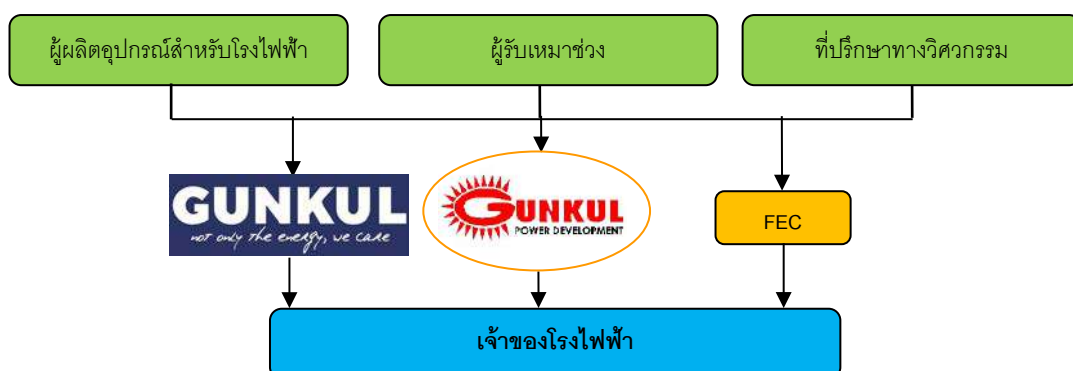 ผู้ผลิตอุปกรณ์สำหรับโรงไฟฟ้า
ผู้รับเหมาช่วง
ที่ปรึกษาทางวิศวกรรม
GUNKUL
not only the energy, we care
GUNKUL
POWER DEVELOPMENT
FEC
เจ้าของโรงไฟฟ้า